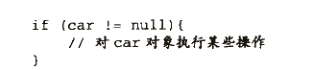 if (car != null){
// 对 car 对象执行某些操作
}